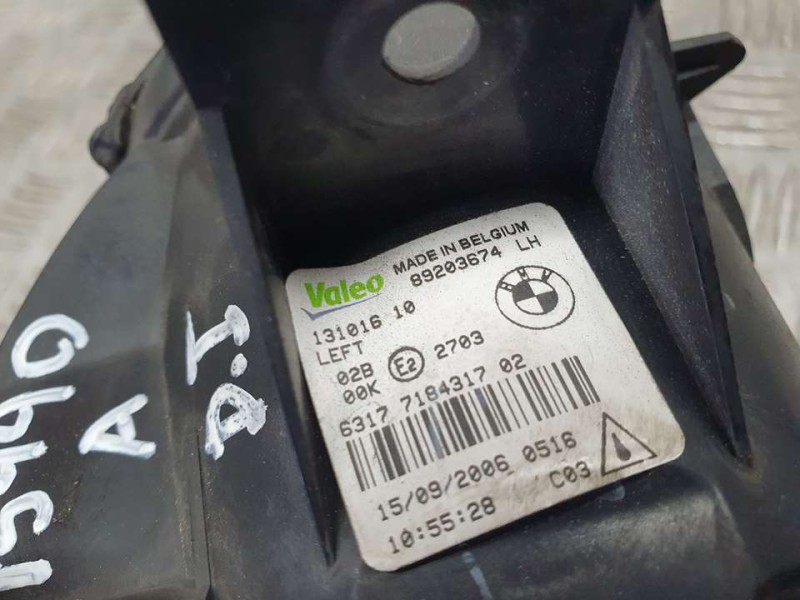 Valeo
MADE IN BELGIUM
89203674 LH
BMW
131016 10
LEFT
02B
00K
E2
2703
6317 7184317 02
15/09/2006 0516
10:55:28
C03
A
D.I